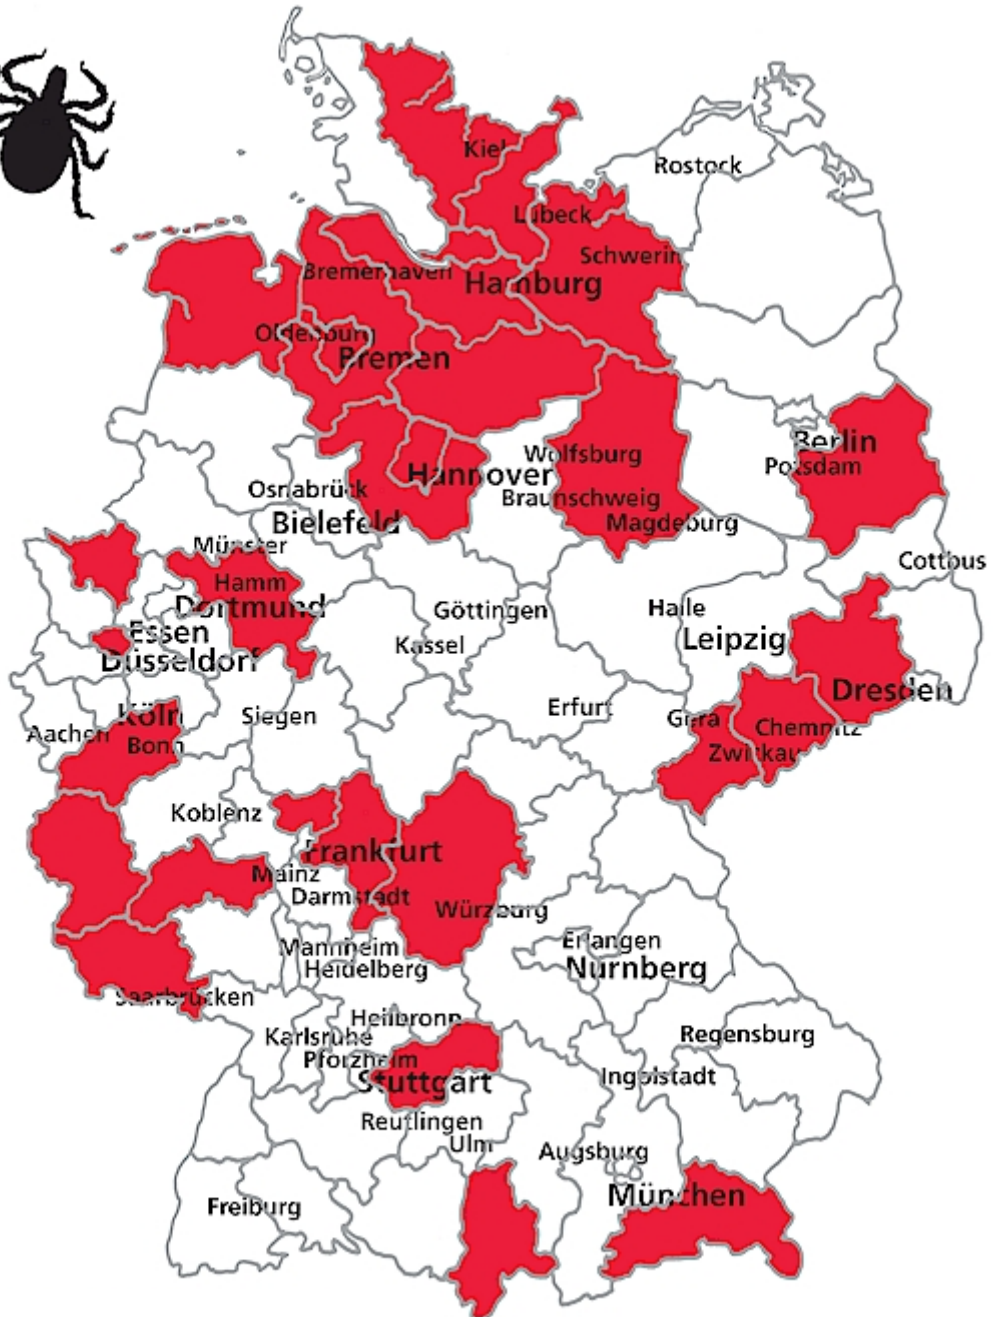 Kiel
Rostock
Lübeck
Schwerin
Bremerhaven
Hamburg
Oldenburg
Bremen
Berlin
Potsdam
Wolfsburg
Hannover
Osnabrück
Braunschweig
Bielefeld
Magdeburg
Münster
Cottbus
Hamm
Dortmund
Göttingen
Halle
Essen
Leipzig
Kassel
Düsseldorf
Dresden
Erfurt
Köln
Siegen
Gera
Chemnitz
Aachen
Bonn
Zwickau
Koblenz
Frankfurt
Mainz
Darmstadt
Würzburg
Erlangen
Mannheim
Nürnberg
Heidelberg
Saarbrücken
Heilbronn
Regensburg
Karlsruhe
Pforzheim
Ingolstadt
Stuttgart
Reutlingen
Ulm
Augsburg
München
Freiburg